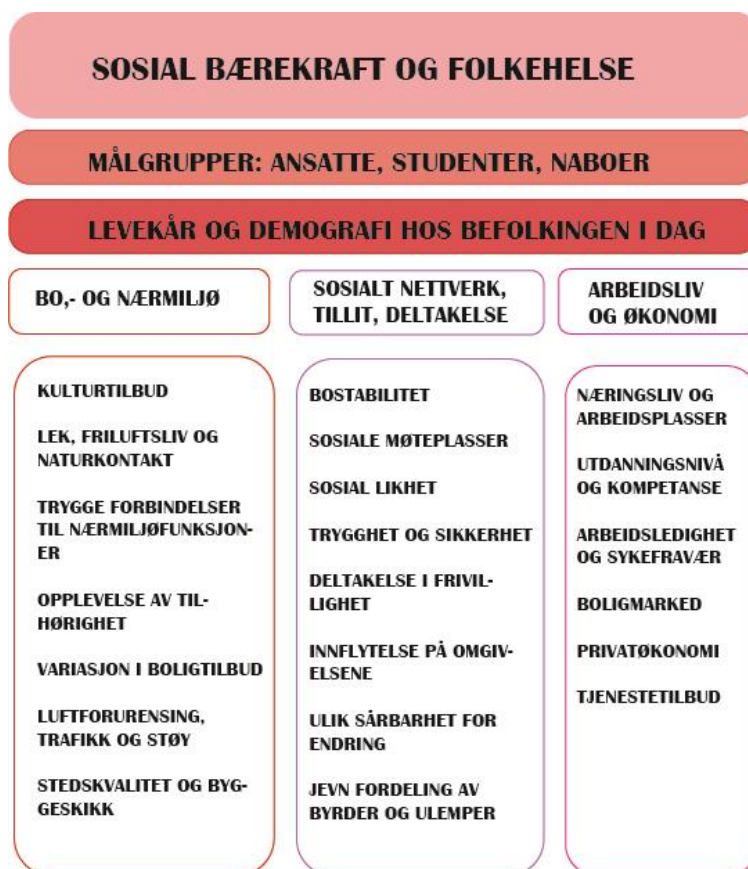 SOSIAL BÆREKRAFT OG FOLKEHELSE
MÅLGRUPPER: ANSATTE, STUDENTER, NABOER
LEVEKÅR OG DEMOGRAFI HOS BEFOLKINGEN I DAG
BO,- OG NÆRMILJØ
KULTURTILBUD
LEK, FRILUFTSLIV OG
NATURKONTAKT
TRYGGE FORBINDELSER
TIL NÆRMILJØFUNKSJON-
ER
OPPLEVELSE AV TIL-
HØRIGHET
VARIASJON I BOLIGTILBUD
LUFTFORURENSING,
TRAFIKK OG STØY
STEDSKVALITET OG BYG-
GESKIKK
SOSIALT NETTVERK,
TILLIT, DELTAKELSE
BOSTABILITET
SOSIALE MØTEPLASSER
SOSIAL LIKHET
TRYGGHET OG SIKKERHET
DELTAKELSE I FRIVIL-
LIGHET
INNFLYTELSE PÅ OMGIV-
ELSENE
ULIK SÅRBARHET FOR
ENDRING
JEVN FORDELING AV
BYRDER OG ULEMPER
ARBEIDSLIV
OG ØKONOMI
NÆRINGSLIV OG
ARBEIDSPLASSER
UTDANNINGSNIVÅ
OG KOMPETANSE
ARBEIDSLEDIGHET
OG SYKEFRAVÆR
BOLIGMARKED
PRIVATØKONOMI
TJENESTETILBUD